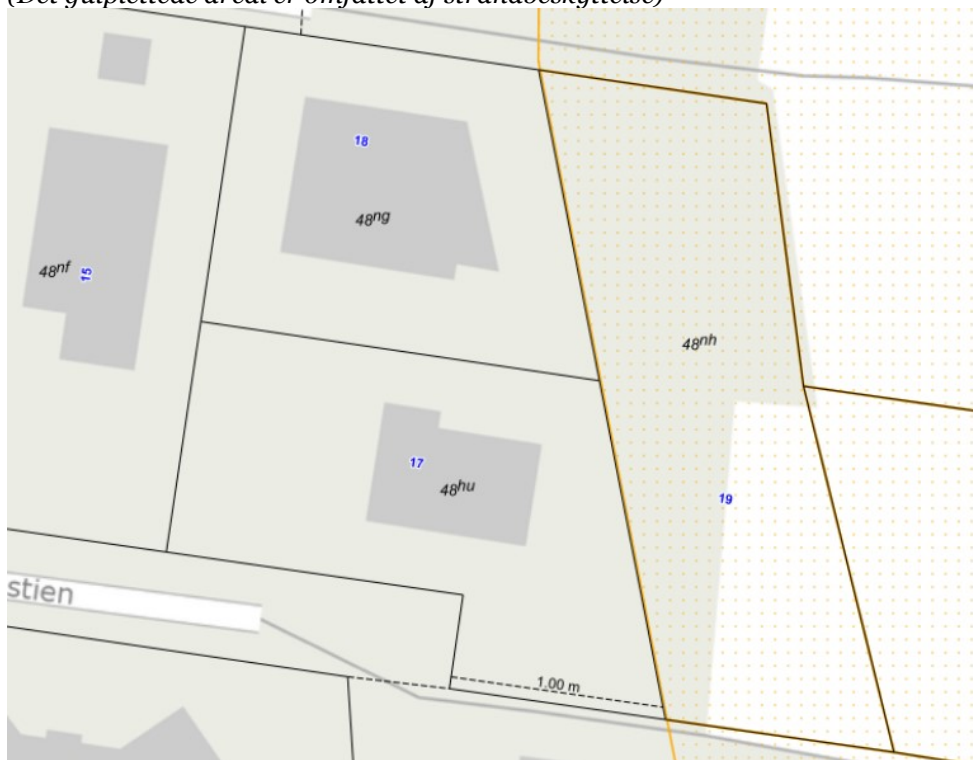 (Det gulplettede areal er omfattet af strandbeskyttelse)
18
48ng
48nf
15
48nh
17
48hu
19
stien
1,00 m